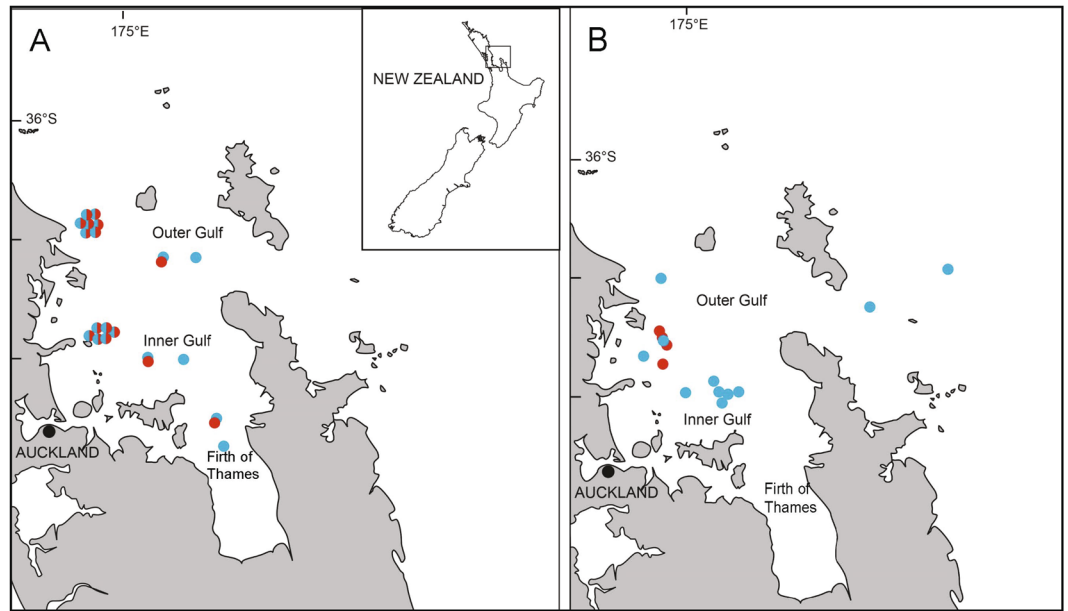 A
175°E
NEW ZEALAND
36°S
Outer Gulf
Inner Gulf
AUCKLAND
Firth of
Thames
B
175°E
36°S
Outer Gulf
Inner Gulf
AUCKLAND
Firth of
Thames